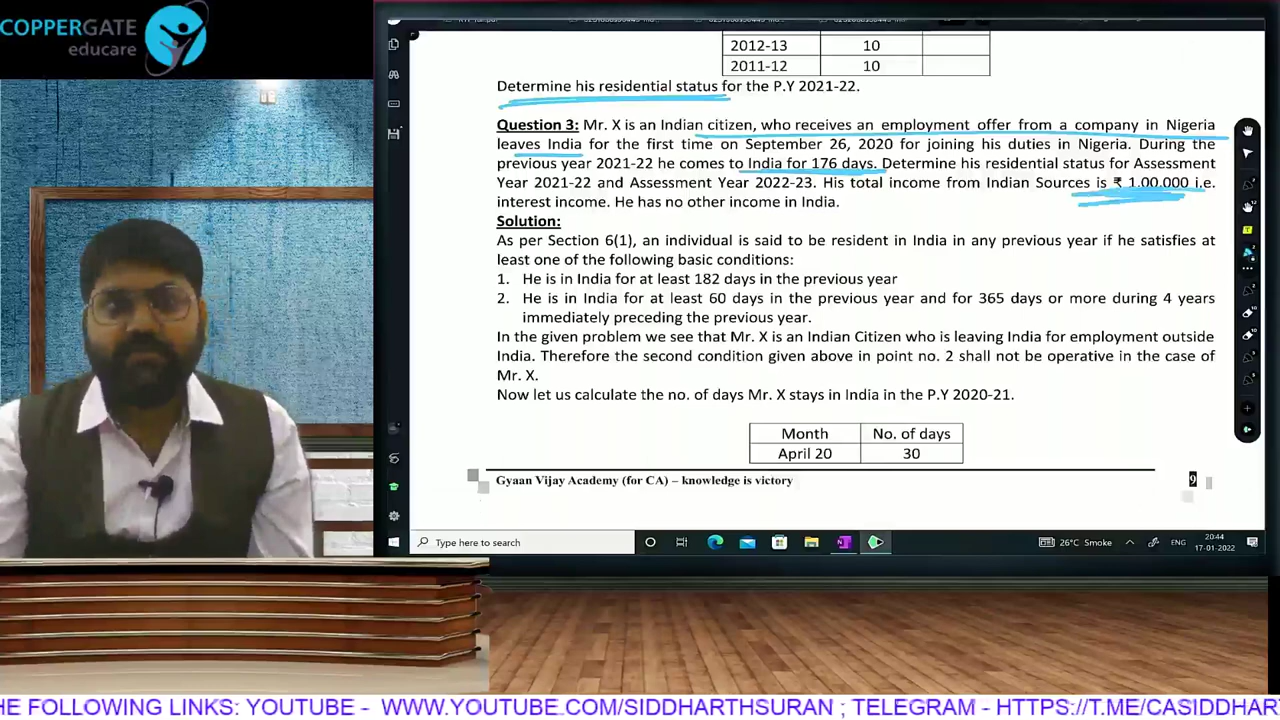 COPPERGATE
educare
2012-13 10
2011-12 10
Determine his residential status for the P.Y 2021-22.
Question 3: Mr. X is an Indian citizen, who receives an employment offer from a company in Nigeria
leaves India for the first time on September 26, 2020 for joining his duties in Nigeria. During the
previous year 2021-22 he comes to India for 176 days. Determine his residential status for Assessment
Year 2021-22 and Assessment Year 2022-23. His total income from Indian Sources is ₹ 1,00,000 i.e.
interest income. He has no other income in India.
Solution:
As per Section 6(1), an individual is said to be resident in India in any previous year if he satisfies at
least one of the following basic conditions:
1. He is in India for at least 182 days in the previous year
2. He is in India for at least 60 days in the previous year and for 365 days or more during 4 years
immediately preceding the previous year.
In the given problem we see that Mr. X is an Indian Citizen who is leaving India for employment outside
India. Therefore the second condition given above in point no. 2 shall not be operative in the case of
Mr. X.
Now let us calculate the no. of days Mr. X stays in India in the P.Y 2020-21.
Month No. of days
April 20 30
Gyaan Vijay Academy (for CA) – knowledge is victory 9
Type here to search
26°C Smoke
ENG
20:44
17-01-2022
HE FOLLOWING LINKS: YOUTUBE - WWW.YOUTUBE.COM/SIDDHARTHSURAN ; TELEGRAM - HTTPS://T.ME/CASIDDHAR